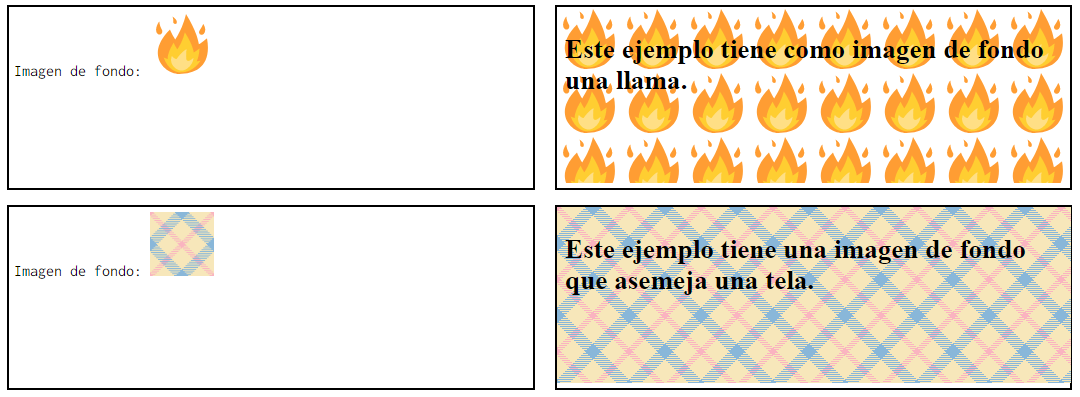 Imagen de fondo:
Este ejemplo tiene como imagen de fondo
una llama.
Imagen de fondo:
Este ejemplo tiene una imagen de fondo
que asemeja una tela.